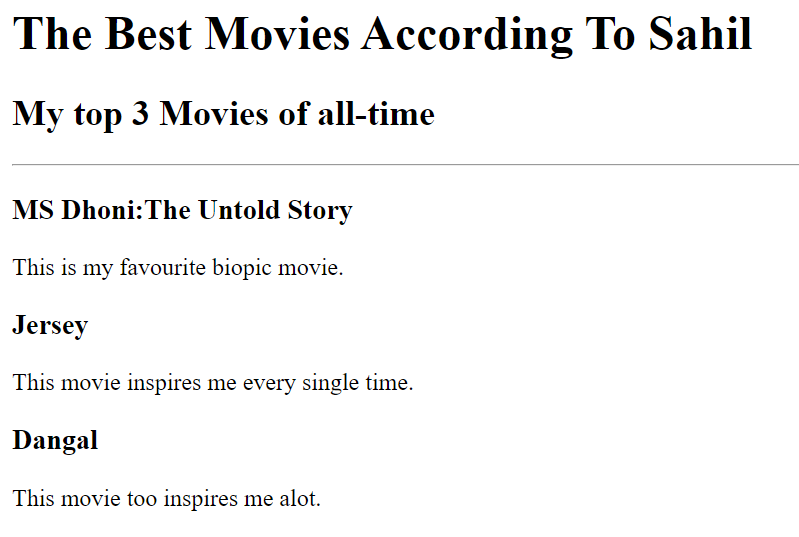 The Best Movies According To Sahil
My top 3 Movies of all-time
MS Dhoni:The Untold Story
This is my favourite biopic movie.
Jersey
This movie inspires me every single time.
Dangal
This movie too inspires me alot.